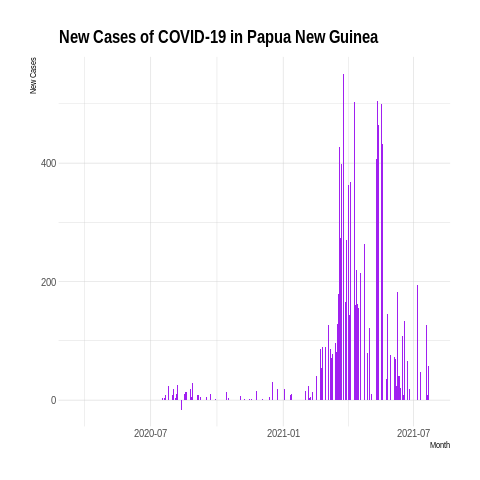 New Cases of COVID-19 in Papua New Guinea
New Cases
400
200
0
2020-07
2021-01
2021-07
Month